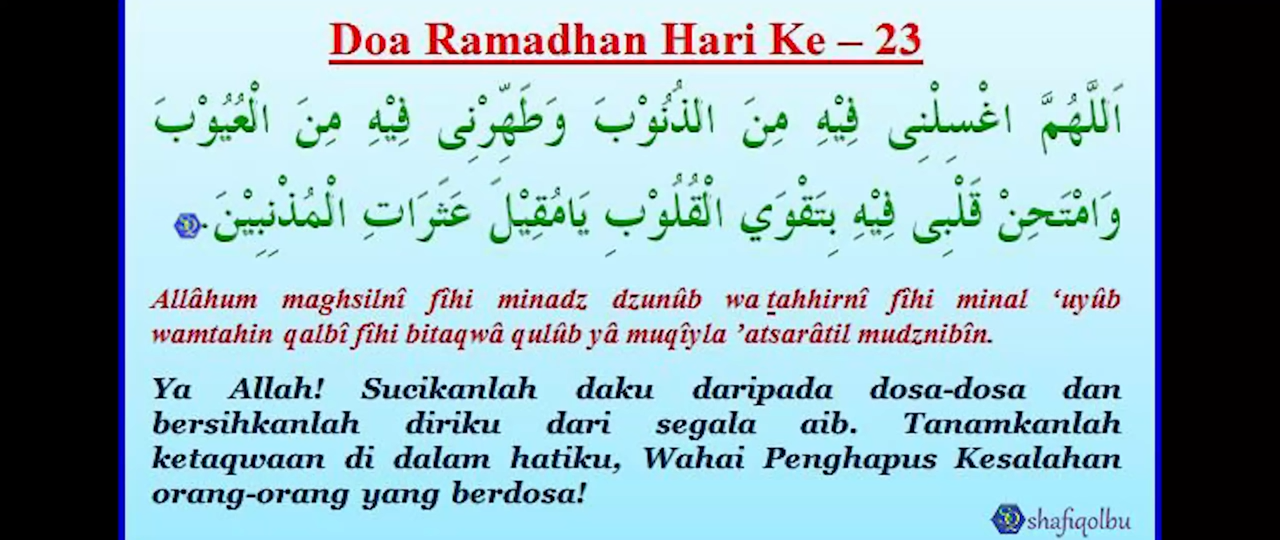 Doa Ramadhan Hari Ke – 23
اَللَّهُمَّ اغْسِلْنِى فِيْهِ مِنَ الذُّنُوْبَ وَطَهِّرْنِى فِيْهِ مِنَ الْعُيُوْبَ
وَامْتَحِنْ قَلْبِى فِيْهِ بِتَقْوَي الْقُلُوْبِ يَامُقِيْلَ عَثَرَاتِ الْمُذْنِبِيْنَ.
Allâhum maghsilnî fîhi minadz dzunûb wa tahhirnî fîhi minal ‘uyûb
wamtahin qalbî fîhi bitaqwâ qulûb yâ muqîyla ’atsarâtil mudznibîn.
Ya Allah! Sucikanlah daku daripada dosa-dosa dan
bersihkanlah diriku dari segala aib. Tanamkanlah
ketaqwaan di dalam hatiku, Wahai Penghapus Kesalahan
orang-orang yang berdosa!
shafiqolbu